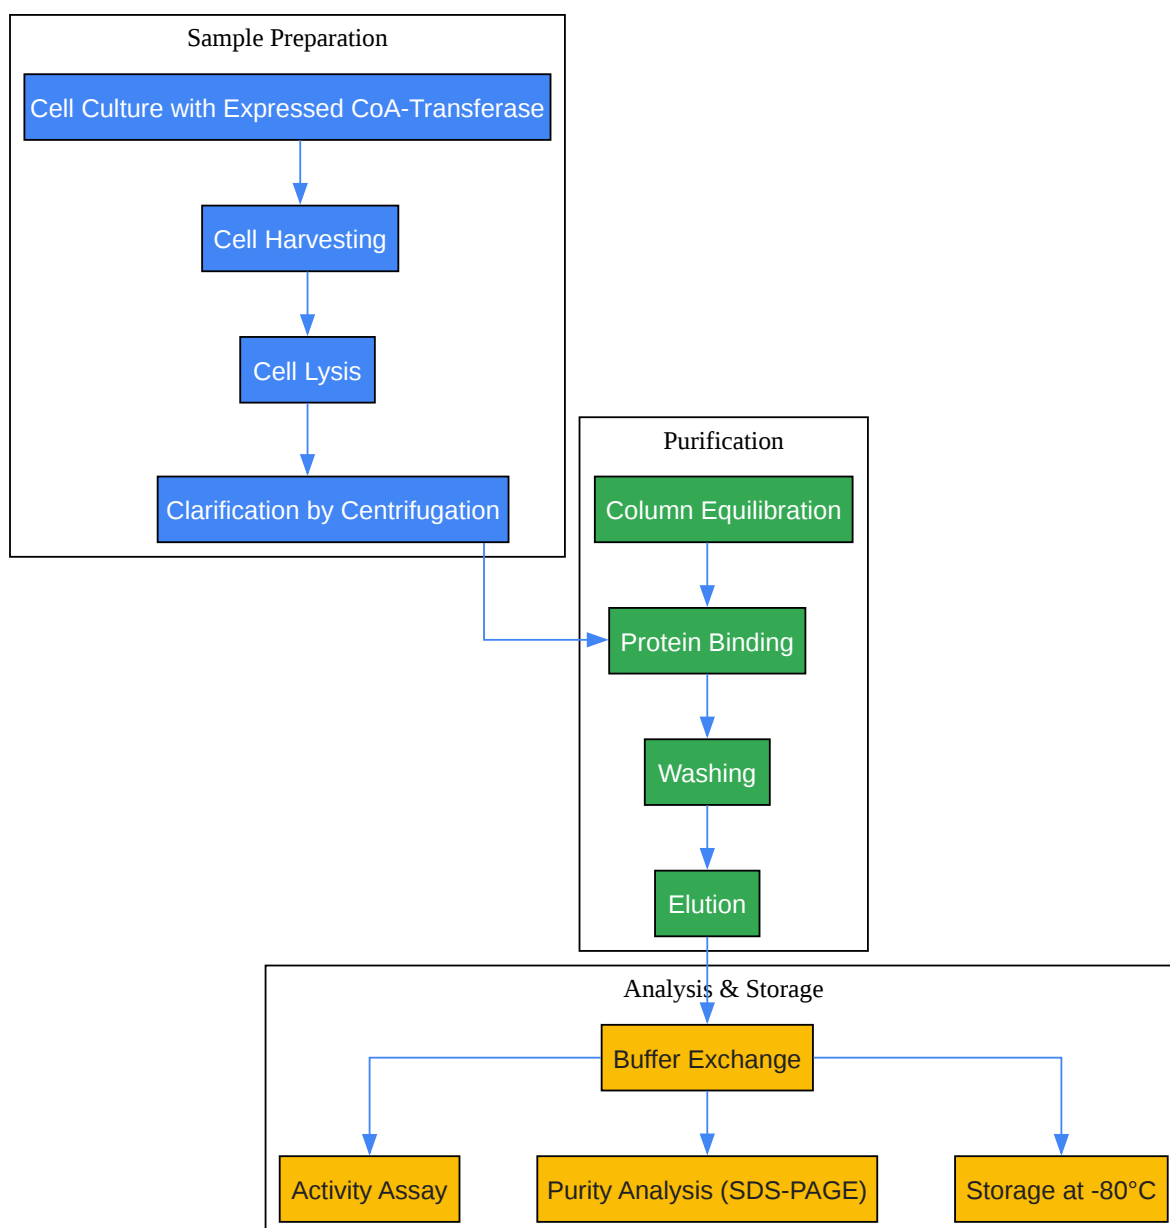 Sample Preparation
Cell Culture with Expressed CoA-Transferase
Cell Harvesting
Cell Lysis
Clarification by Centrifugation
Purification
Column Equilibration
Protein Binding
Washing
Elution
Analysis & Storage
Buffer Exchange
Activity Assay
Purity Analysis (SDS-PAGE)
Storage at -80°C